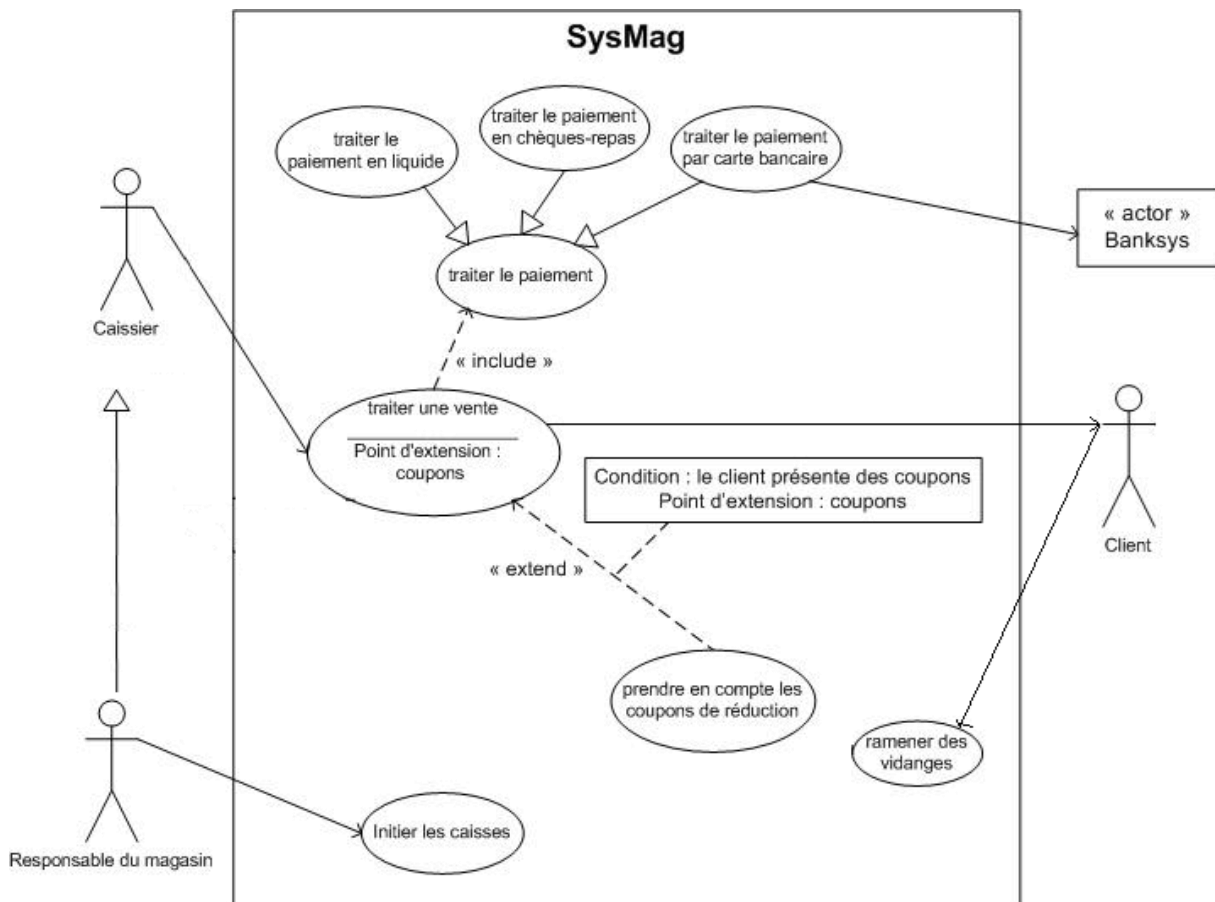 SysMag
traiter le
paiement en liquide
traiter le paiement
en chèques-repas
traiter le paiement
par carte bancaire
« actor »
Banksys
traiter le paiement
Caissier
« include »
traiter une vente
Point d'extension :
coupons
Condition : le client présente des coupons
Point d'extension : coupons
Client
« extend »
prendre en compte les
coupons de réduction
ramener des
vidanges
Initier les caisses
Responsable du magasin